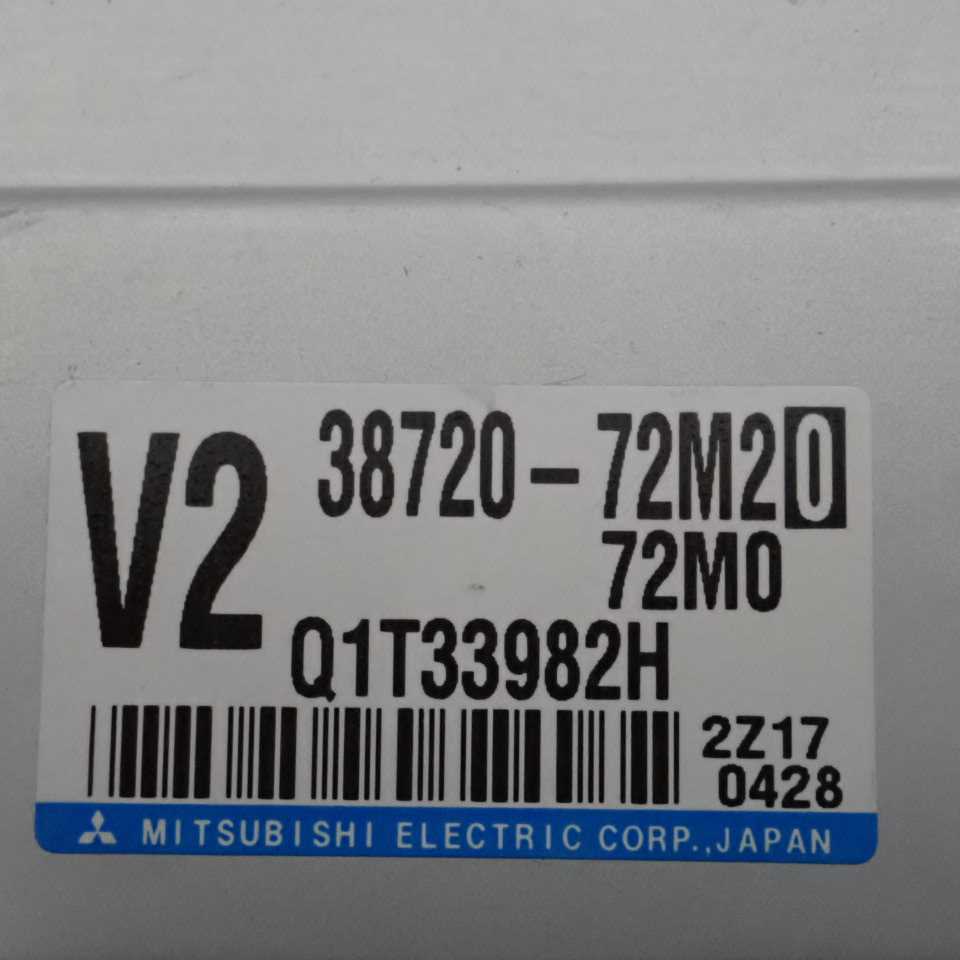 V2
38720-72M20
72M0
Q1T33982H
2Z17
0428
MITSUBISHI ELECTRIC CORP.,JAPAN